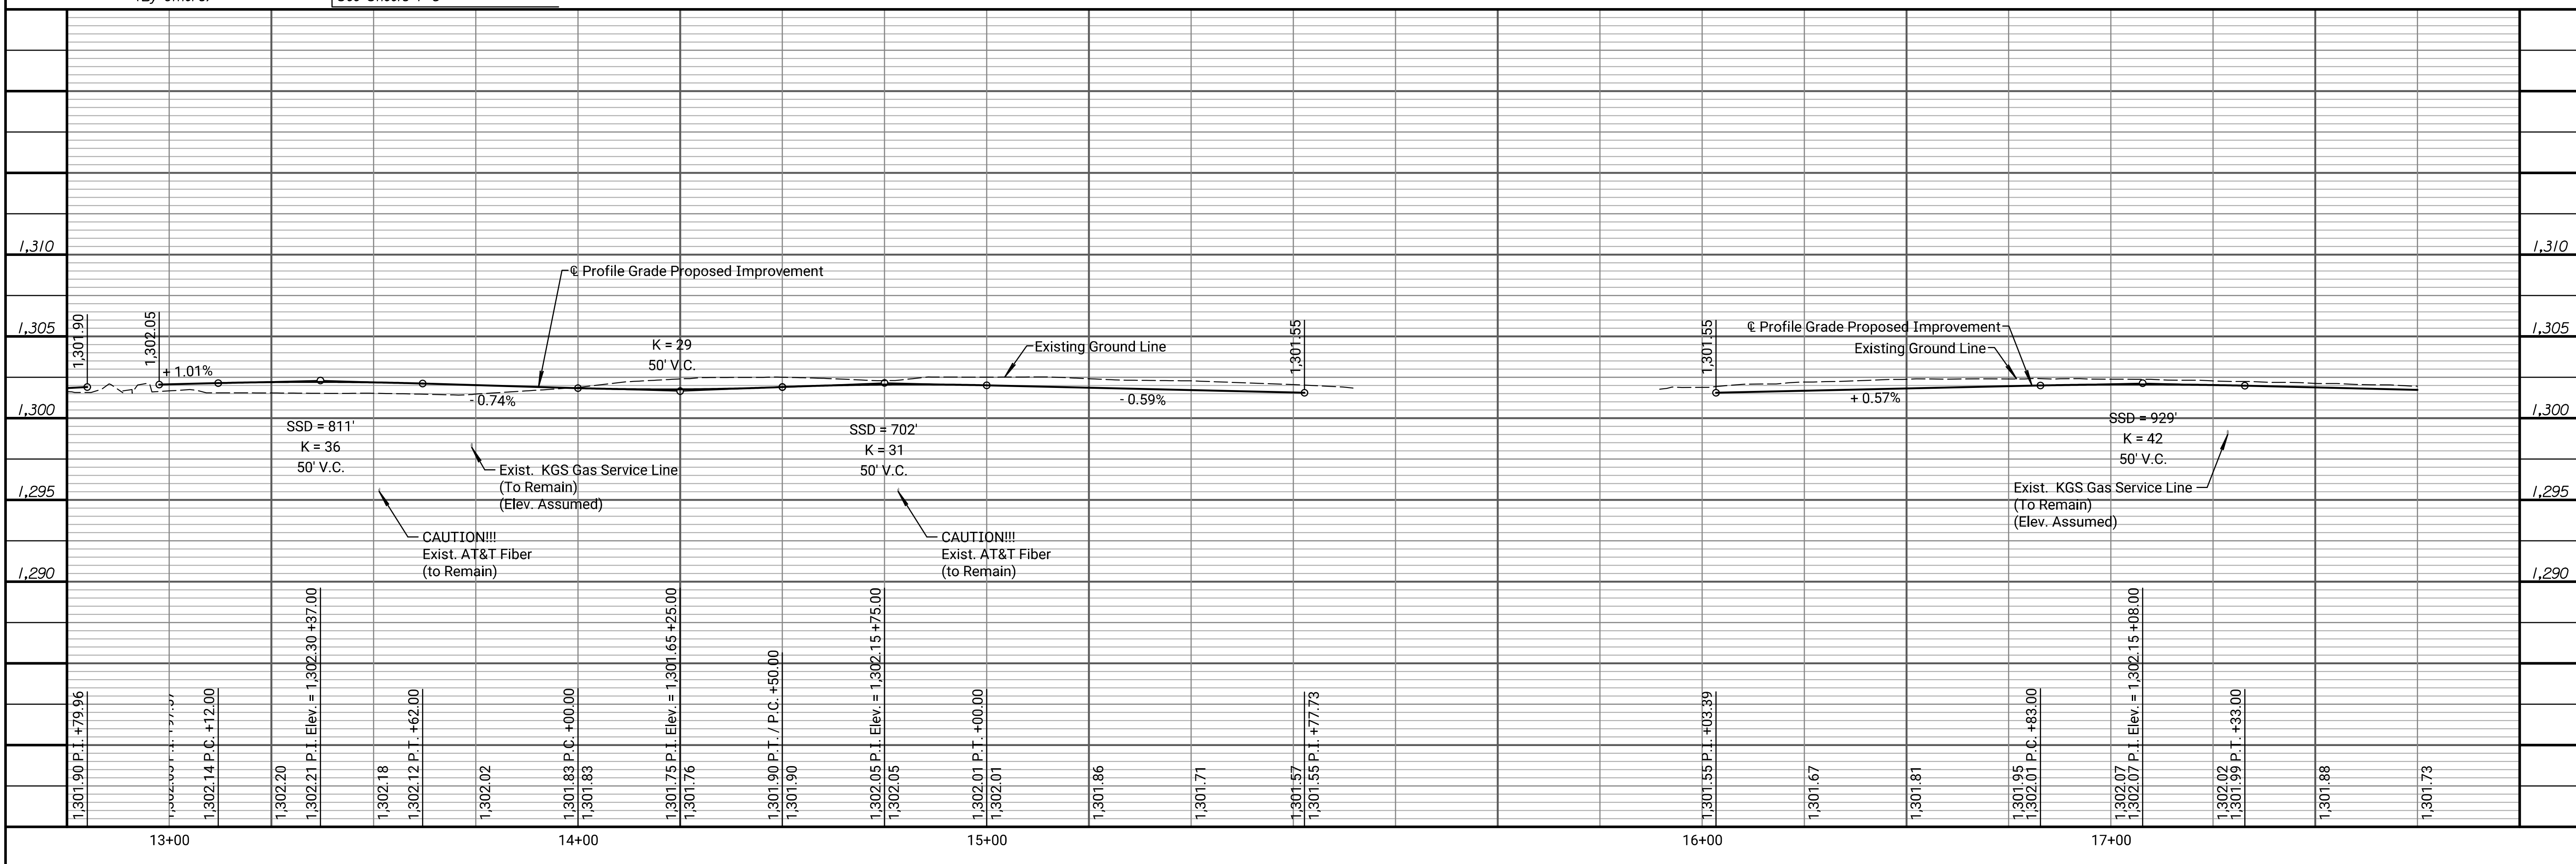 1,310
1,310
℄ Profile Grade Proposed Improvement
1,305
1,301.90
1,302.05
+ 1.01%
K = 29
50' V.C.
Existing Ground Line
1,301.55
1,301.55
℄ Profile Grade Proposed Improvement
Existing Ground Line
1,305
1,300
- 0.74%
- 0.59%
+ 0.57%
1,300
SSD = 811'
K = 36
50' V.C.
SSD = 702'
K = 31
50' V.C.
SSD = 929'
K = 42
50' V.C.
Exist. KGS Gas Service Line
(To Remain)
(Elev. Assumed)
Exist. KGS Gas Service Line
(To Remain)
(Elev. Assumed)
1,295
1,295
CAUTION!!!
Exist. AT&T Fiber
(to Remain)
CAUTION!!!
Exist. AT&T Fiber
(to Remain)
1,290
1,290
1,301.90 P.I. +79.96
1,302.14 P.C. +12.00
1,302.20
1,302.21 P.I. Elev. = 1,302.30 +37.00
1,302.18
1,302.12 P.T. +62.00
1,302.02
1,301.83 P.C. +00.00
1,301.83
1,301.75 P.I. Elev. = 1,301.65 +25.00
1,301.76
1,301.90 P.T. / P.C. +50.00
1,301.90
1,302.05 P.I. Elev. = 1,302.15 +75.00
1,302.05
1,302.01 P.T. +00.00
1,302.01
1,301.86
1,301.71
1,301.57
1,301.55 P.I. +77.73
1,301.55 P.I. +03.39
1,301.67
1,301.81
1,301.95
1,302.01 P.C. +83.00
1,302.07
1,302.07 P.I. Elev. = 1,302.15 +08.00
1,302.02
1,301.99 P.T. +33.00
1,301.88
1,301.73
13+00
14+00
15+00
16+00
17+00